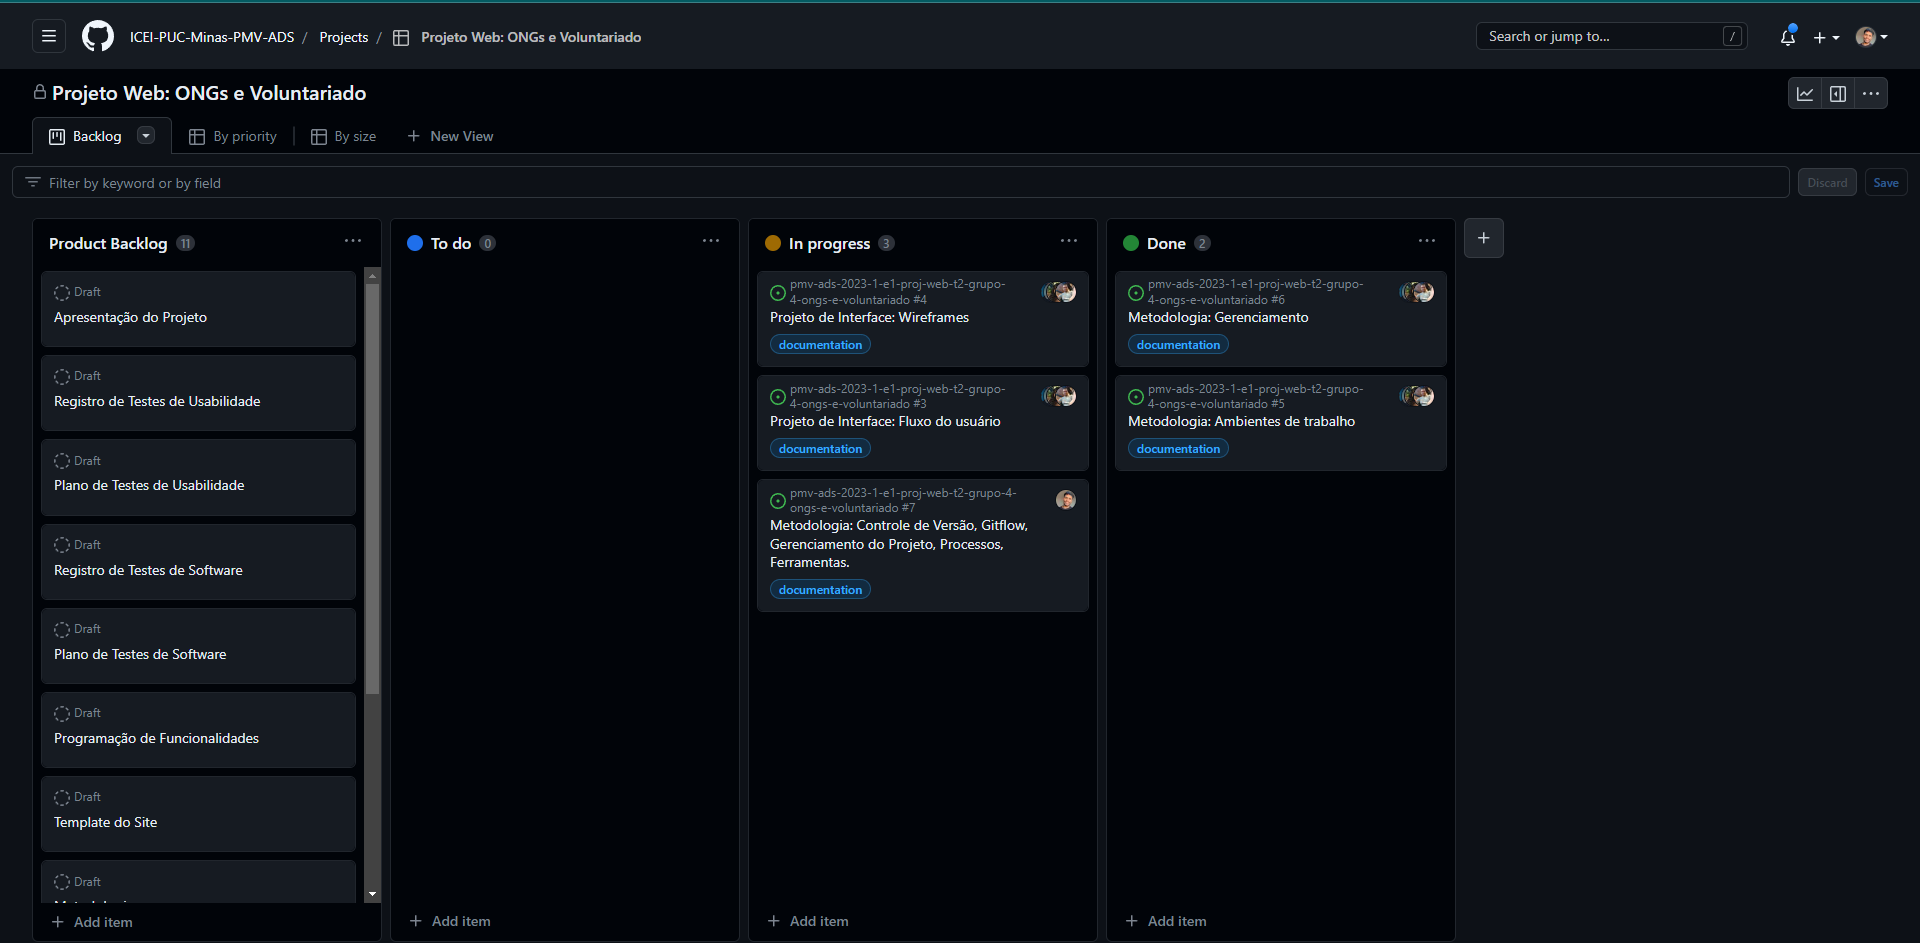 ICEI-PUC-Minas-PMV-ADS / Projects / Projeto Web: ONGs e Voluntariado
Search or jump to... /
Projeto Web: ONGs e Voluntariado
Backlog By priority By size + New View
Filter by keyword or by field
Discard Save
Product Backlog 11
Draft
Apresentação do Projeto
Draft
Registro de Testes de Usabilidade
Draft
Plano de Testes de Usabilidade
Draft
Registro de Testes de Software
Draft
Plano de Testes de Software
Draft
Programação de Funcionalidades
Draft
Template do Site
Draft
+ Add item
To do 0
+ Add item
In progress 3
pmv-ads-2023-1-e1-proj-web-t2-grupo-
4-ongs-e-voluntariado #4
Projeto de Interface: Wireframes
documentation
pmv-ads-2023-1-e1-proj-web-t2-grupo-
4-ongs-e-voluntariado #3
Projeto de Interface: Fluxo do usuário
documentation
pmv-ads-2023-1-e1-proj-web-t2-grupo-4-
ongs-e-voluntariado #7
Metodologia: Controle de Versão, Gitflow,
Gerenciamento do Projeto, Processos,
Ferramentas.
documentation
+ Add item
Done 2
pmv-ads-2023-1-e1-proj-web-t2-grupo-
4-ongs-e-voluntariado #6
Metodologia: Gerenciamento
documentation
pmv-ads-2023-1-e1-proj-web-t2-grupo-
4-ongs-e-voluntariado #5
Metodologia: Ambientes de trabalho
documentation
+ Add item